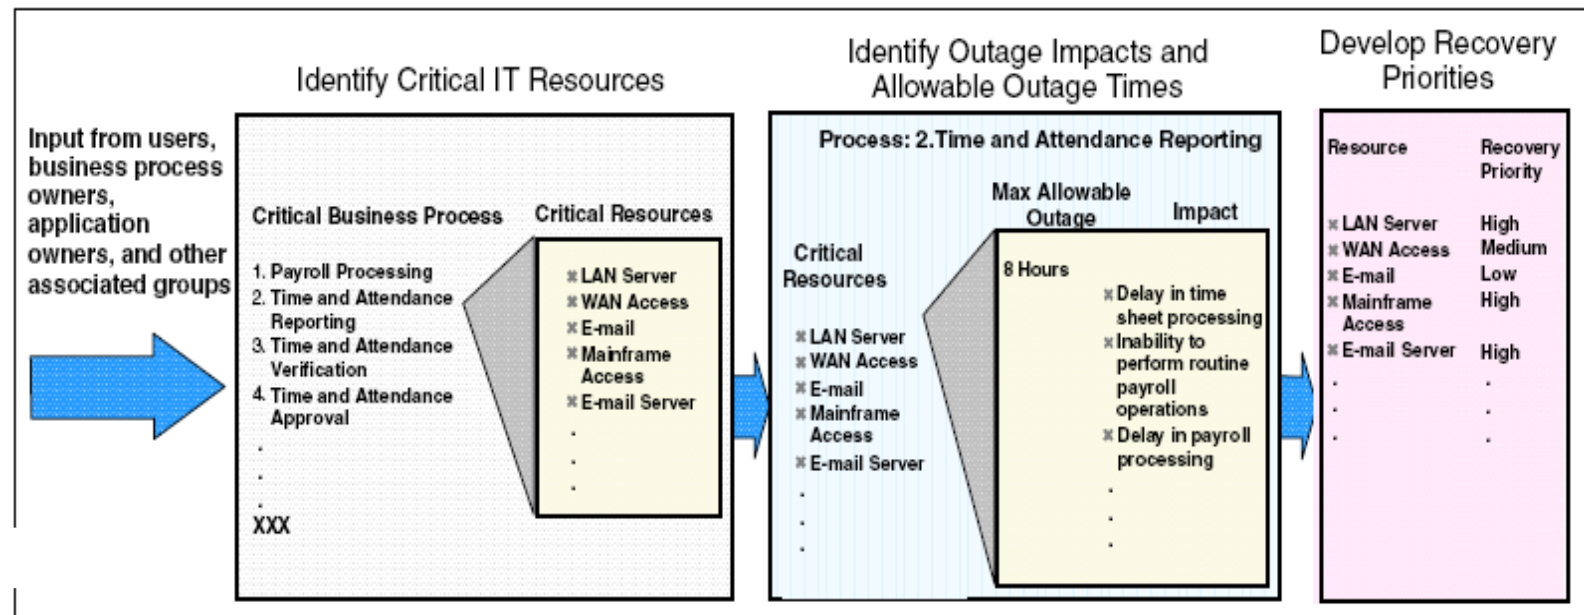 Identify Critical IT Resources
Identify Outage Impacts and
Allowable Outage Times
Develop Recovery
Priorities
Input from users,
business process
owners,
application
owners, and other
associated groups
Critical Business Process
1. Payroll Processing
2. Time and Attendance
Reporting
3. Time and Attendance
Verification
4. Time and Attendance
Approval
.
.
.
XXX
Critical Resources
LAN Server
WAN Access
E-mail
Mainframe
Access
E-mail Server
.
.
.
Process: 2.Time and Attendance Reporting
Critical
Resources
LAN Server
WAN Access
E-mail
Mainframe
Access
E-mail Server
.
.
.
Max Allowable
Outage
Impact
8 Hours
Delay in time
sheet processing
Inability to
perform routine
payroll
operations
Delay in payroll
processing
.
.
.
Resource Recovery
Priority
LAN Server High
WAN Access Medium
E-mail Low
Mainframe High
Access
E-mail Server High
. .
. .
. .